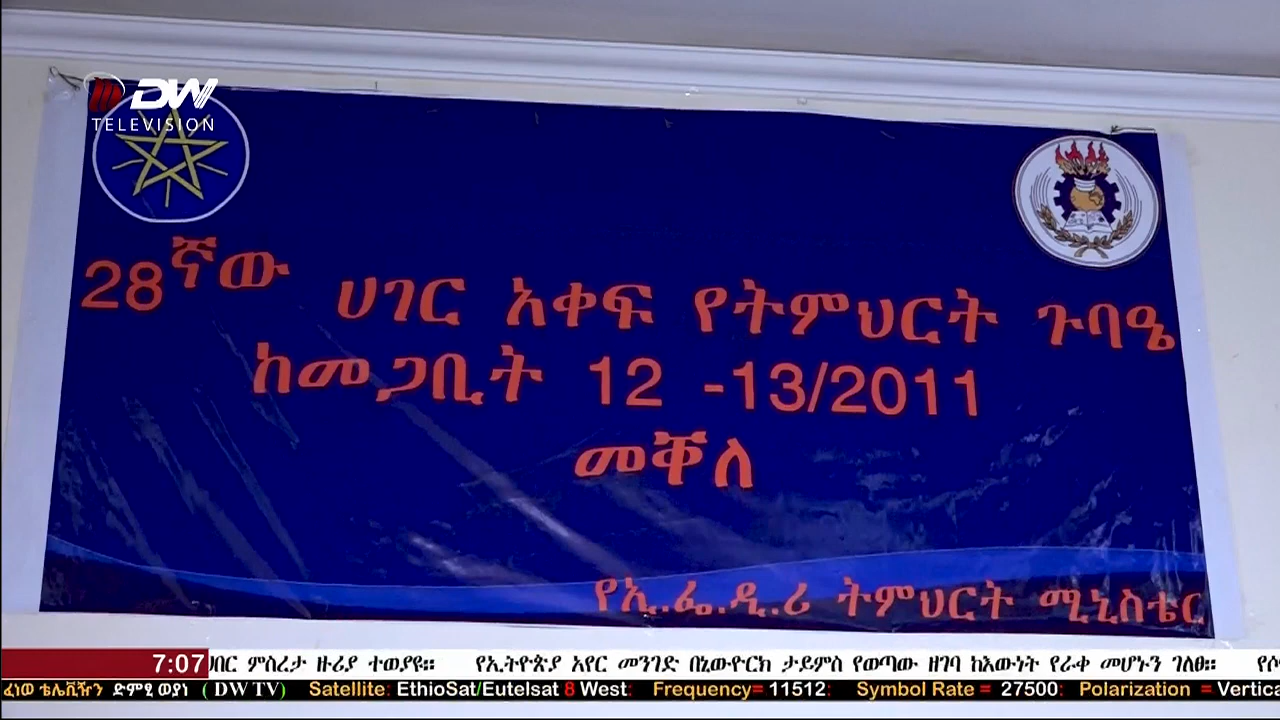 DW
TELEVISION
28ኛው ሀገር አቀፍ የትምህርት ጉባዔ
ከመጋቢት 12 -13/2011
መቐለ
የኢ..ፌ.ዲ.ሪ ትምህርት ሚኒስቴር
7:07 ምስረታ ዙሪያ ተወያዩ። የኢትዮጵያ አየር መንገድ በኒውዮርክ ታይምስ የወጣው ዘገባ ከእውነት የራቀ መሆኑን ገለፀ።
ቴሌቪዥን ድምፂ ወያነ ( DW TV) Satellite: EthioSat/Eutelsat 8 West: Frequency= 11512: Symbol Rate = 27500: Polarization =